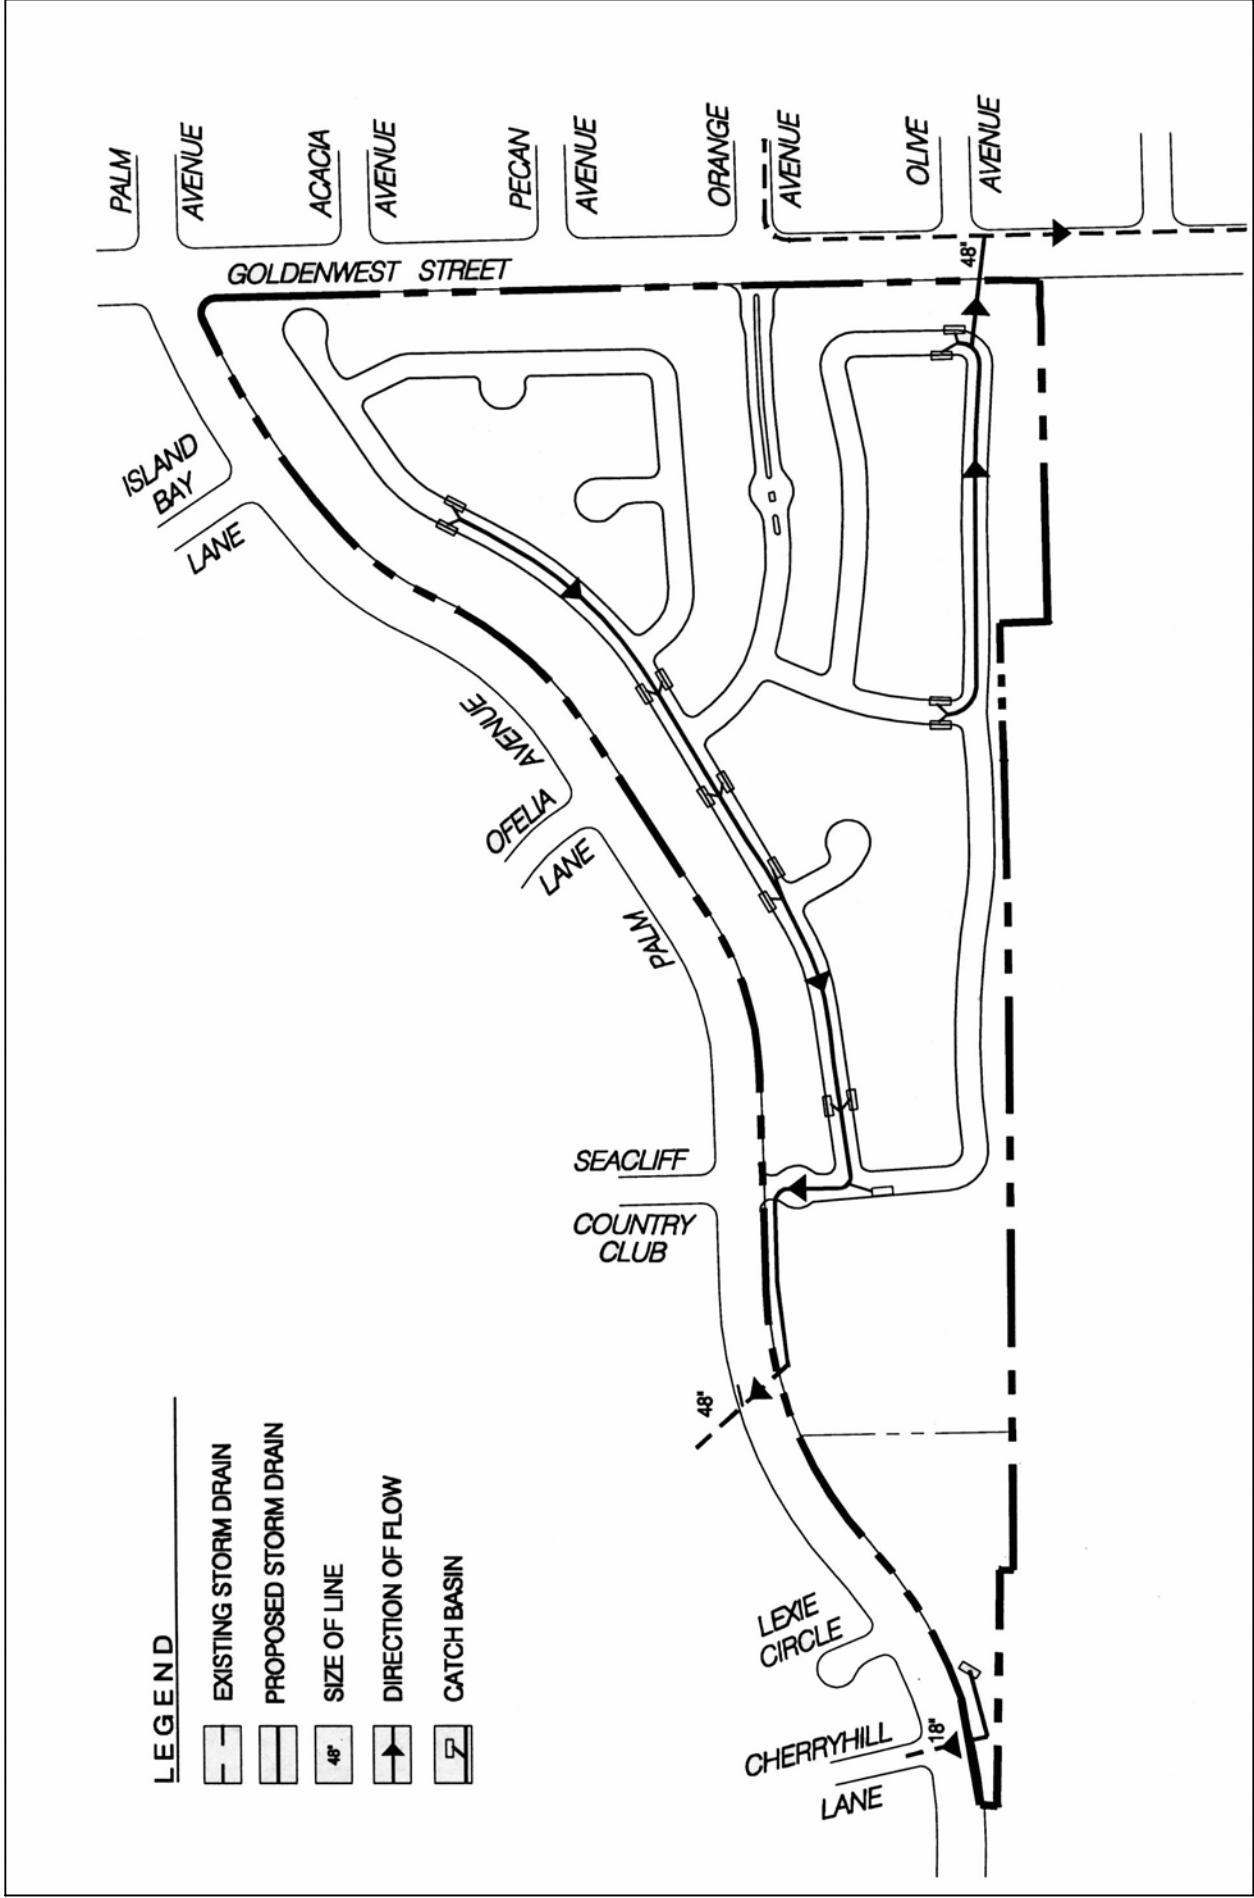 LEGEND
EXISTING STORM DRAIN
PROPOSED STORM DRAIN
48"
SIZE OF LINE
DIRECTION OF FLOW
CATCH BASIN
PALM
AVENUE
ACACIA
AVENUE
PECAN
AVENUE
ORANGE
AVENUE
OLIVE
AVENUE
GOLDENWEST STREET
48"
ISLAND
BAY
LANE
AVENUE
OFELIA
LANE
PALM
SEACLIFF
COUNTRY
CLUB
48"
LEXIE
CIRCLE
CHERRYHILL
LANE
18"